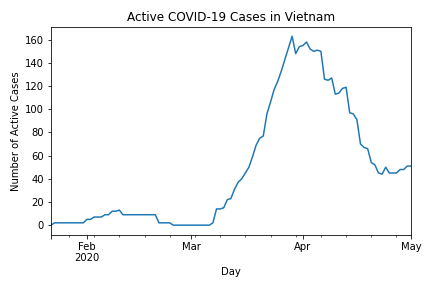 Active COVID-19 Cases in Vietnam
Number of Active Cases
160
140
120
100
80
60
40
20
0
Feb
2020
Mar
Apr
May
Day